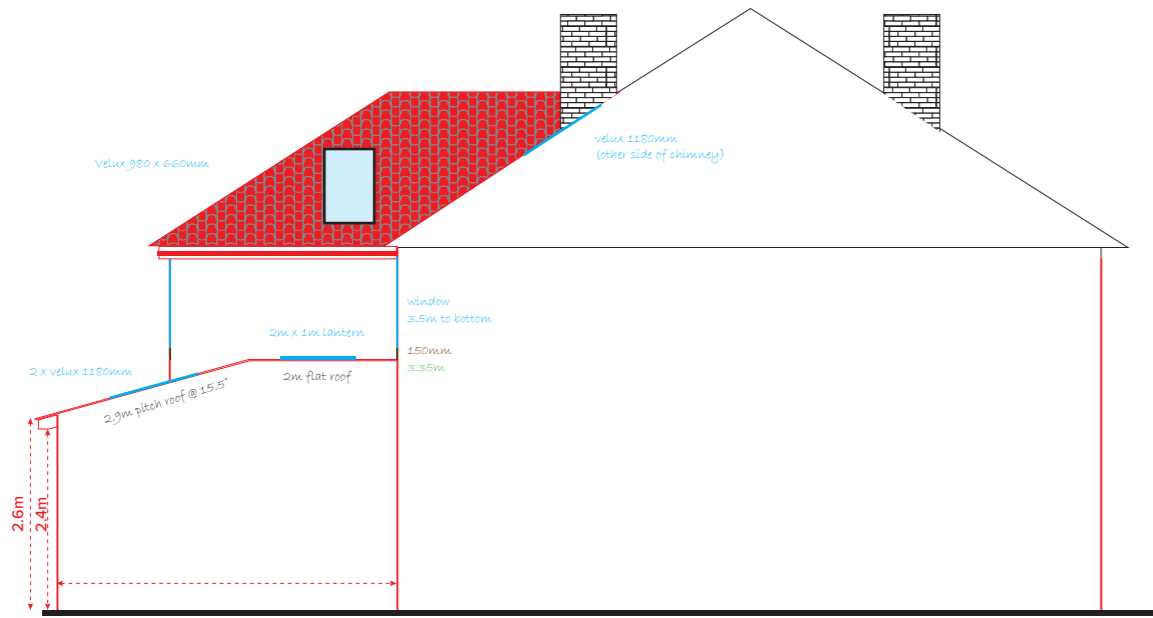 velux 1180mm
(other side of chimney)
Velux 980 x 660mm
window
3.5m to bottom
2m x 1m lantern
150mm
3.35m
2 x velux 1180mm
2m flat roof
2.9m pitch roof @ 15.5°
2.6m
2.4m